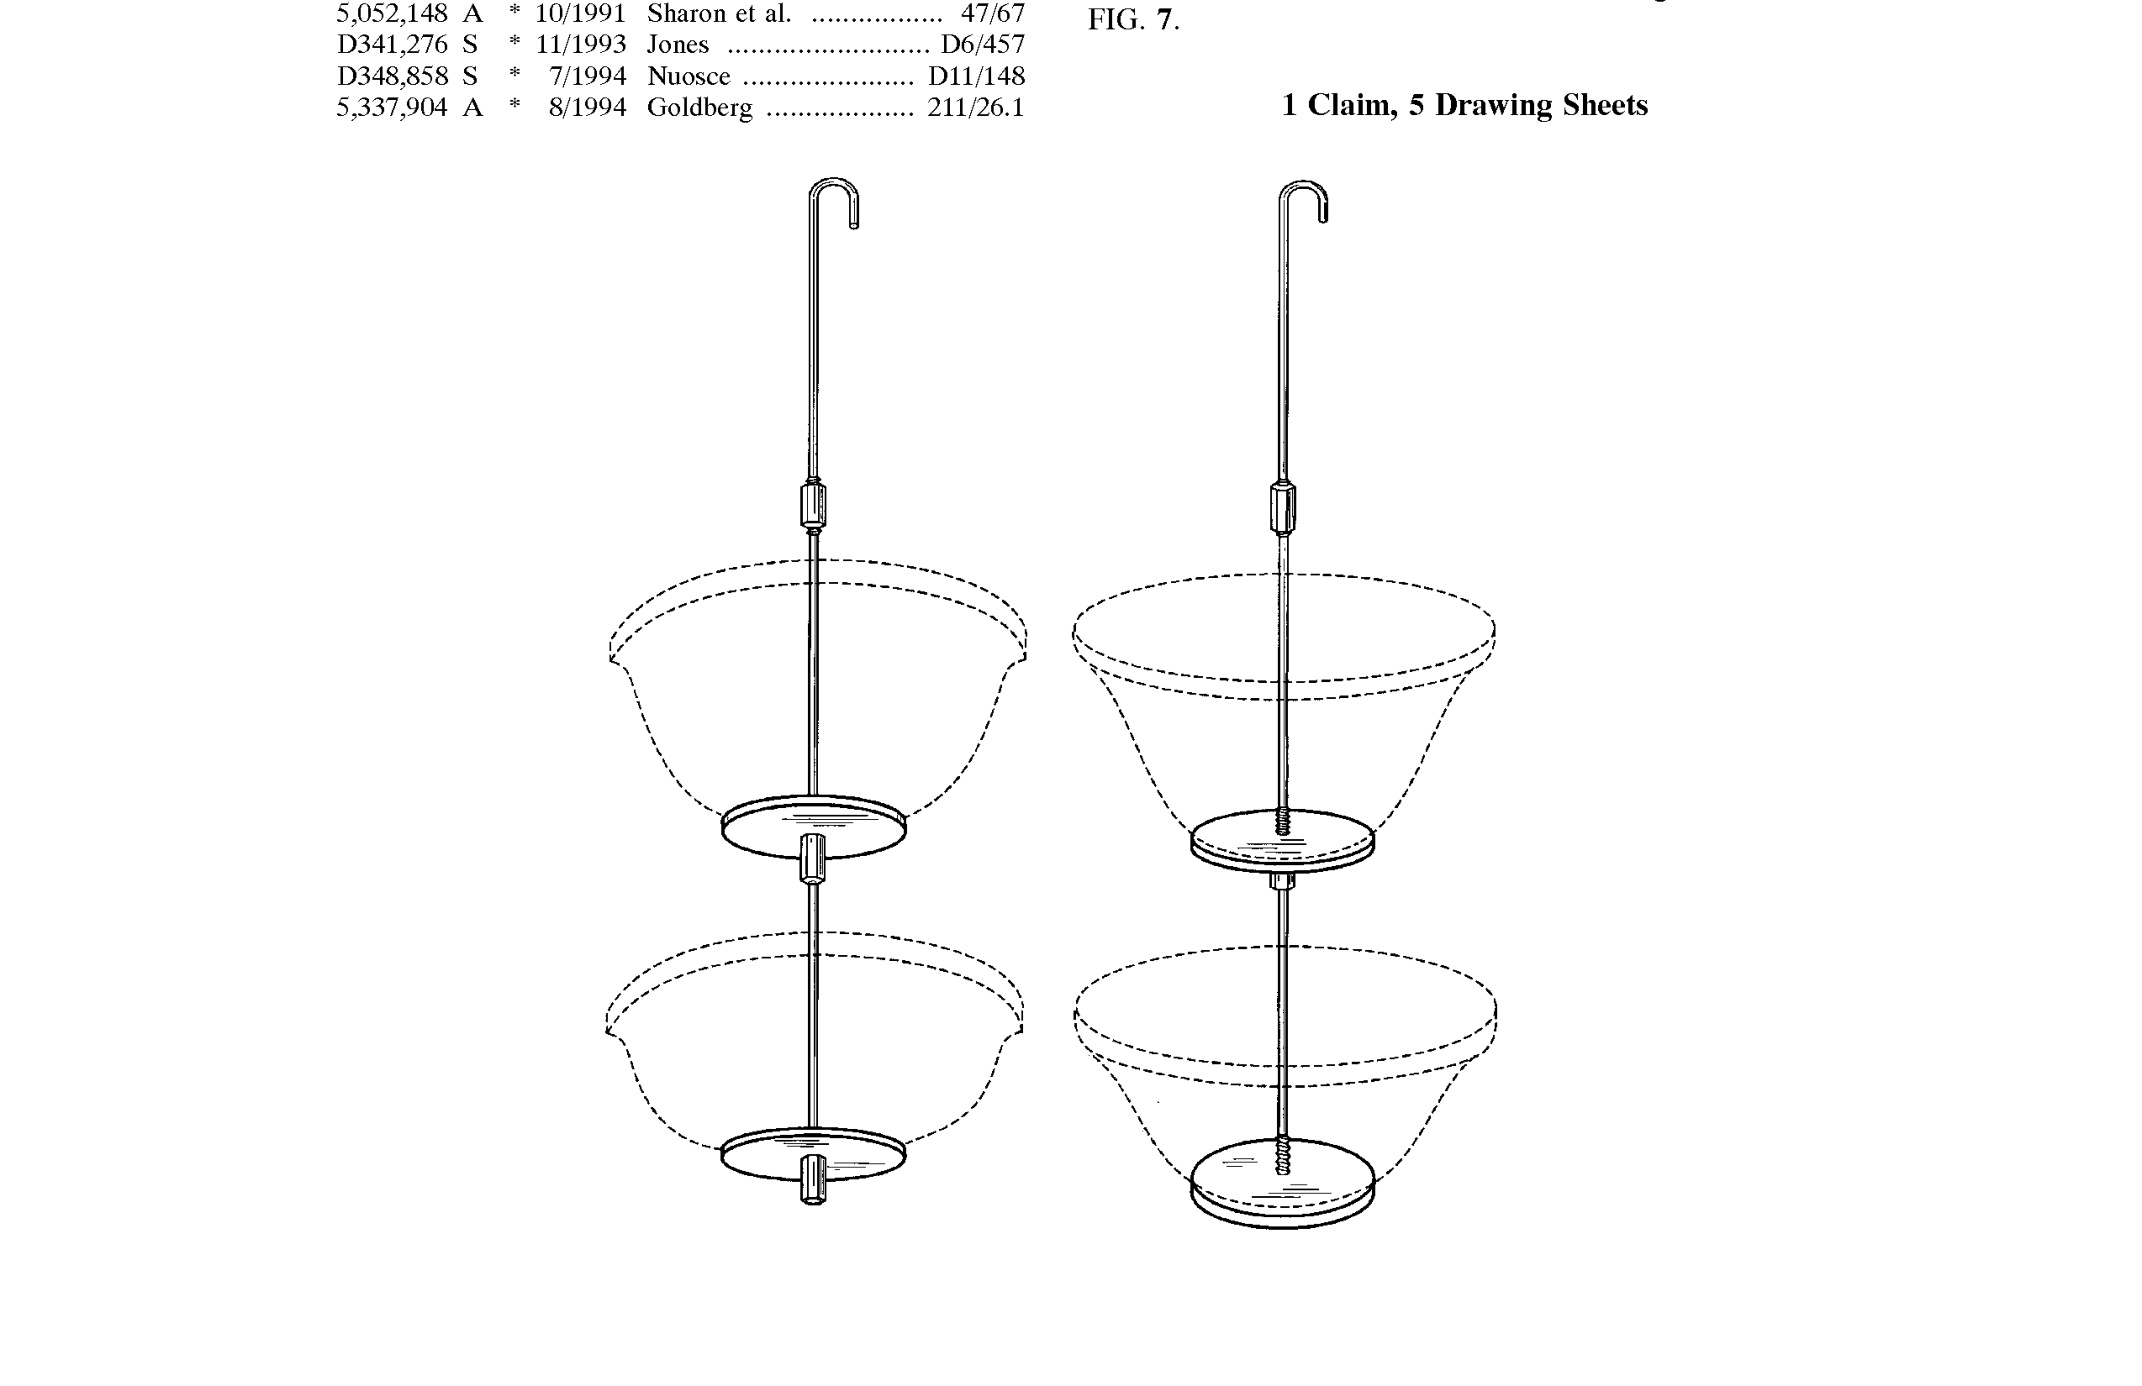 5,052,148 A * 10/1991 Sharon et al. ................. 47/67
D341,276 S * 11/1993 Jones .......................... D6/457
D348,858 S * 7/1994 Nuosce ...................... D11/148
5,337,904 A * 8/1994 Goldberg ................... 211/26.1
FIG. 7.
1 Claim, 5 Drawing Sheets